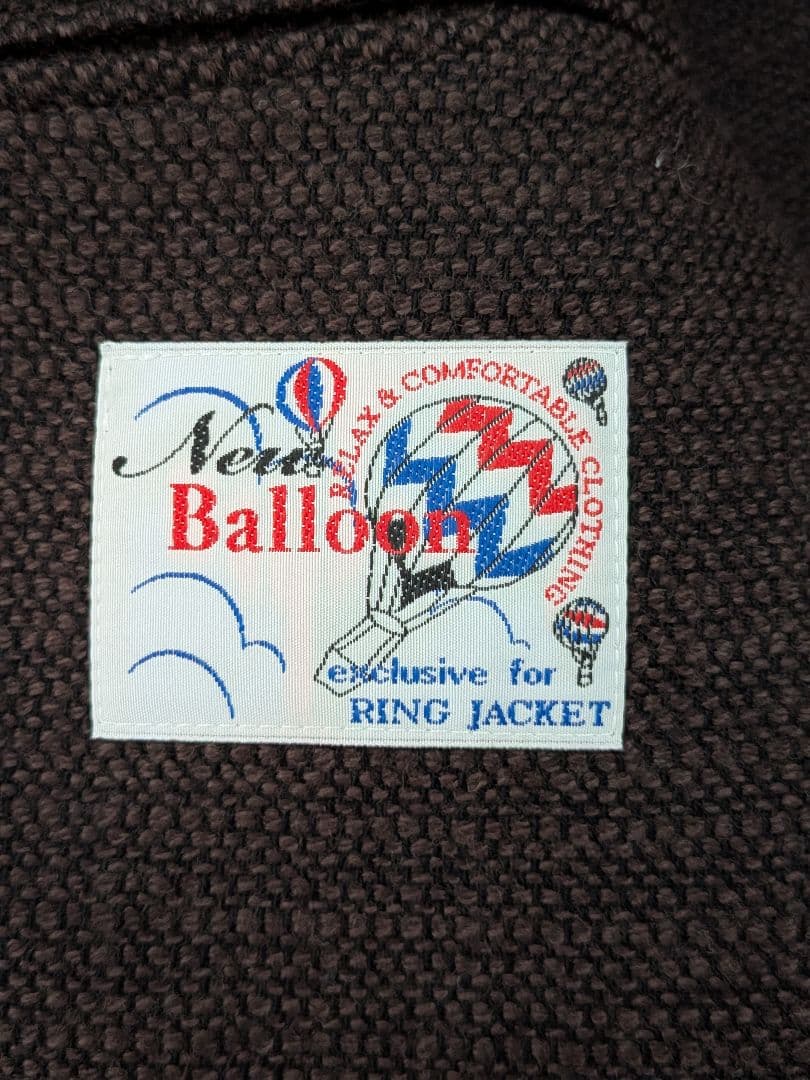 New
Balloon
RELAX & COMFORTABLE CLOTHING
exclusive for
RING JACKET